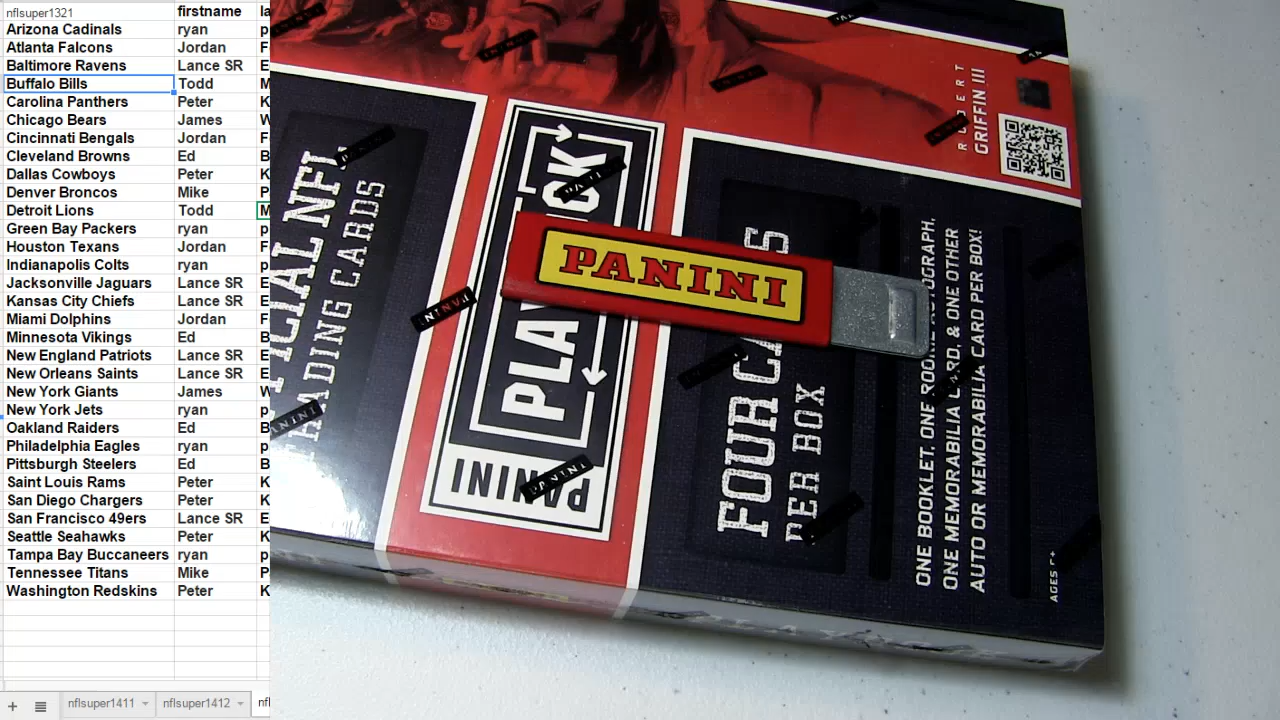 nflsuper1321 firstname la
Arizona Cadinals ryan p
Atlanta Falcons Jordan F
Baltimore Ravens Lance SR E
Buffalo Bills Todd M
Carolina Panthers Peter K
Chicago Bears James W
Cincinnati Bengals Jordan F
Cleveland Browns Ed B
Dallas Cowboys Peter K
Denver Broncos Mike P
Detroit Lions Todd M
Green Bay Packers ryan p
Houston Texans Jordan F
Indianapolis Colts ryan p
Jacksonville Jaguars Lance SR E
Kansas City Chiefs Lance SR E
Miami Dolphins Jordan F
Minnesota Vikings Ed B
New England Patriots Lance SR E
New Orleans Saints Lance SR E
New York Giants James W
New York Jets ryan p
Oakland Raiders Ed B
Philadelphia Eagles ryan p
Pittsburgh Steelers Ed B
Saint Louis Rams Peter K
San Diego Chargers Peter K
San Francisco 49ers Lance SR E
Seattle Seahawks Peter K
Tampa Bay Buccaneers ryan p
Tennessee Titans Mike P
Washington Redskins Peter K
nflsuper1411 nflsuper1412 nfl
NFL
TRADING CARDS
PANINI
PANINI
PANINI
FOUR CARDS
PER BOX
ROBERT
GRIFFIN III
ONE BOOKLET, ONE ROOKIE AUTOGRAPH,
ONE MEMORABILIA CARD, & ONE OTHER
AUTO OR MEMORABILIA CARD PER BOX!